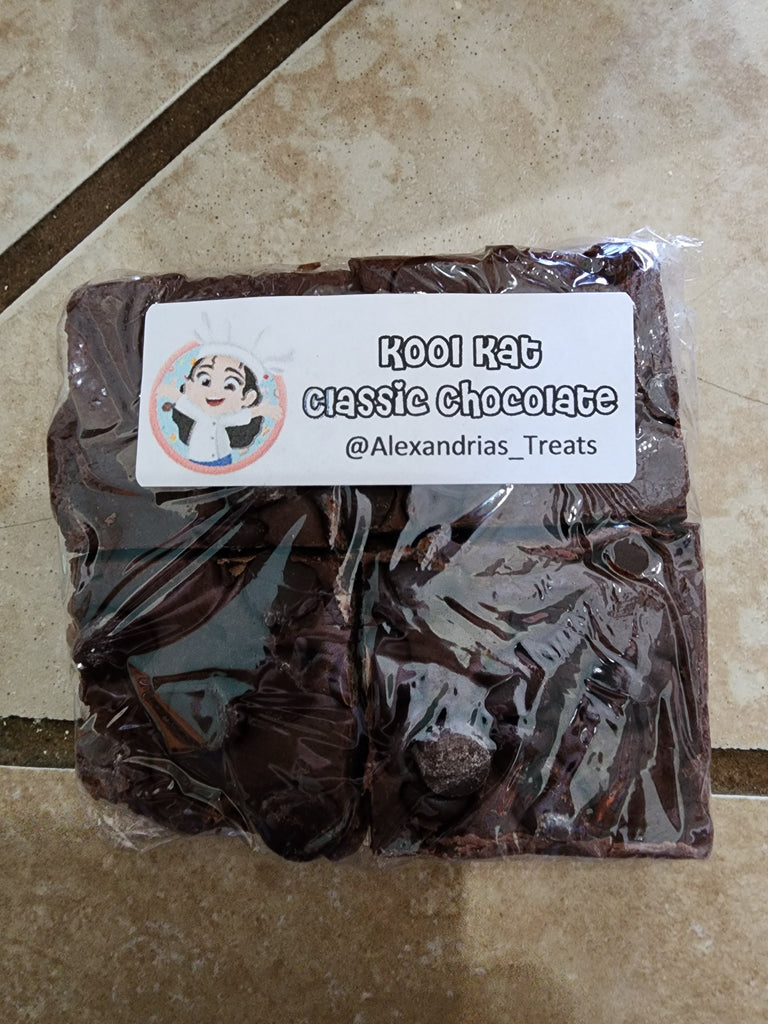 Kool Kat
Classic Chocolate
@Alexandrias_Treats